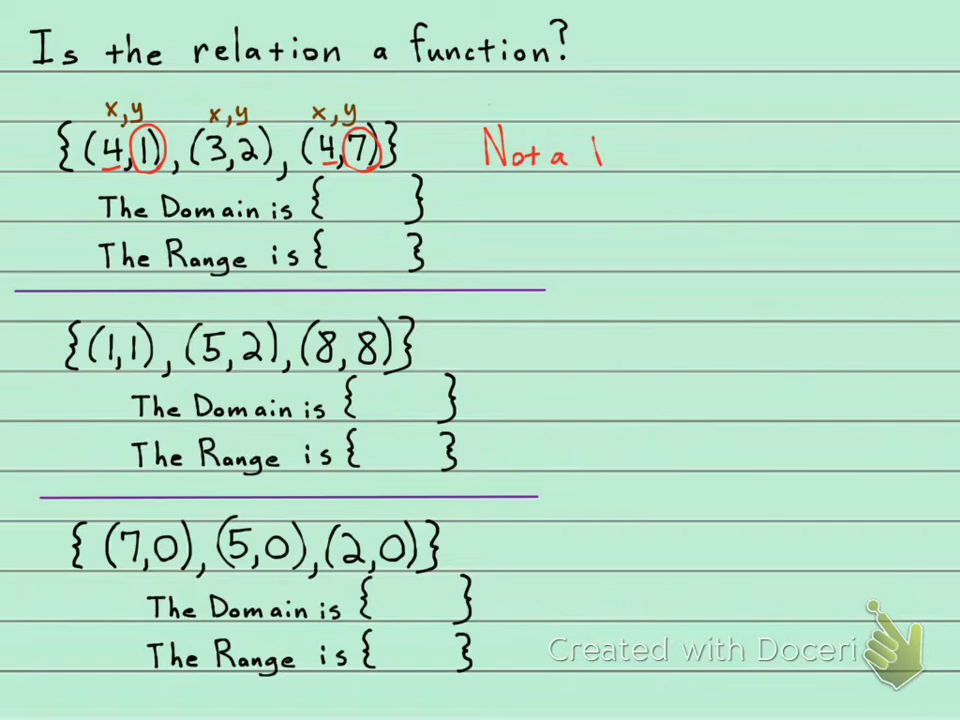 Is the relation a function?
x,y x,y x,y
{(4,1), (3,2), (4,7)} Not a
The Domain is { }
The Range is { }
{(1,1), (5,2), (8,8)}
The Domain is { }
The Range is { }
{ (7,0), (5,0), (2,0)}
The Domain is { }
The Range is { }
Created with Doceri